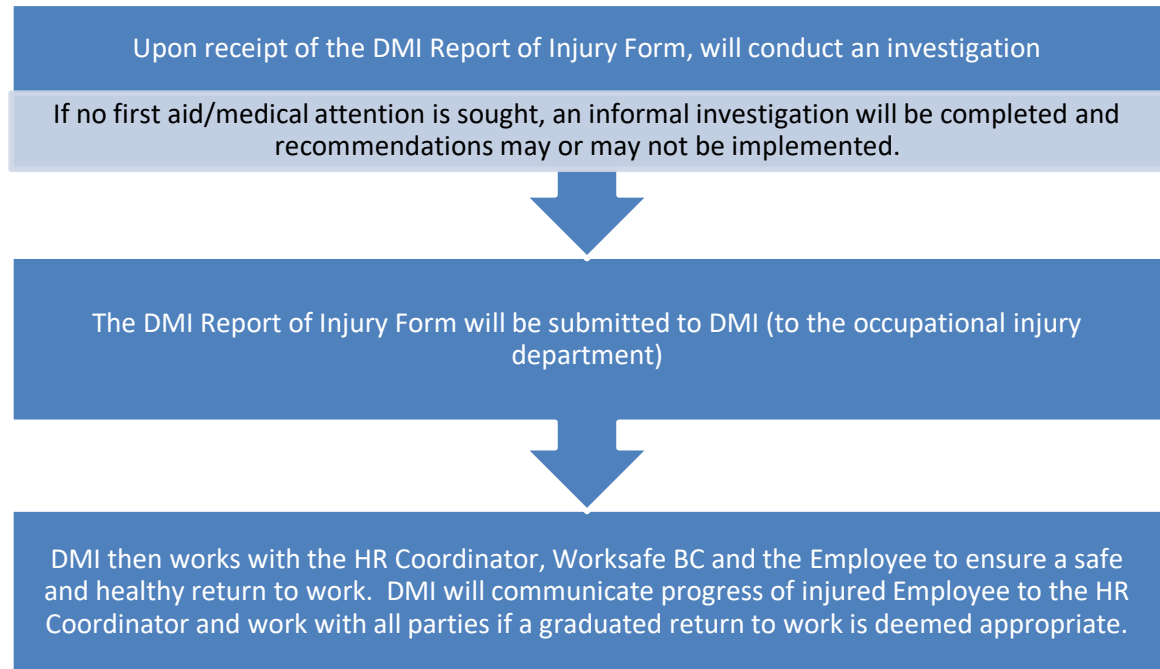 Upon receipt of the DMI Report of Injury Form, will conduct an investigation
If no first aid/medical attention is sought, an informal investigation will be completed and
recommendations may or may not be implemented.
The DMI Report of Injury Form will be submitted to DMI (to the occupational injury
department)
DMI then works with the HR Coordinator, Worksafe BC and the Employee to ensure a safe
and healthy return to work.  DMI will communicate progress of injured Employee to the HR
Coordinator and work with all parties if a graduated return to work is deemed appropriate.